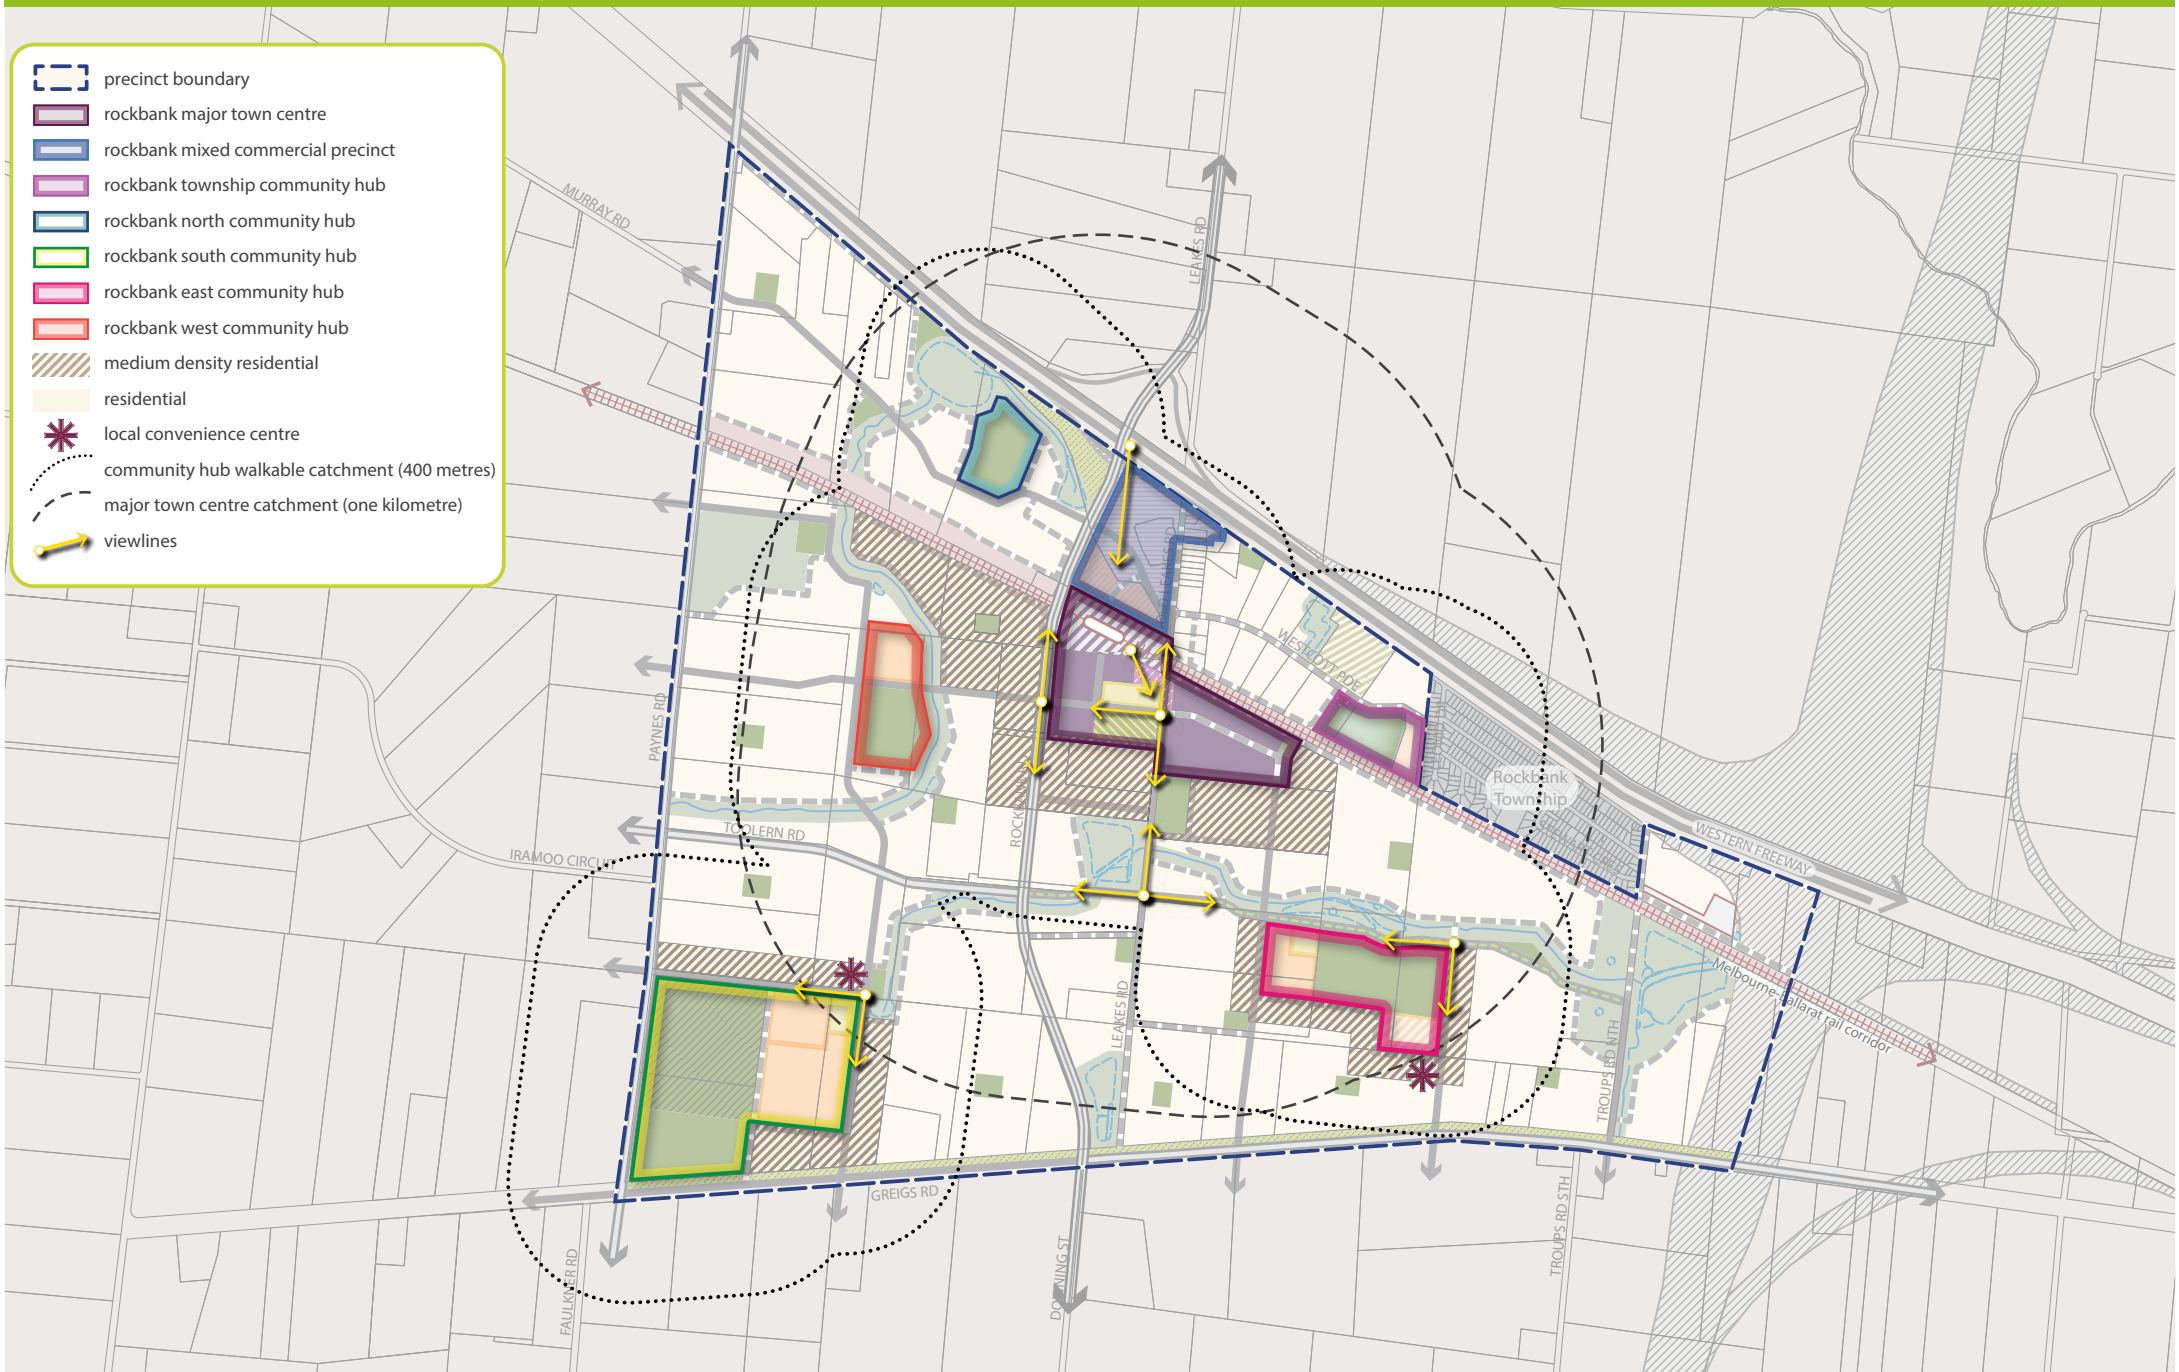 precinct boundary
rockbank major town centre
rockbank mixed commercial precinct
rockbank township community hub
rockbank north community hub
rockbank south community hub
rockbank east community hub
rockbank west community hub
medium density residential
residential
local convenience centre
community hub walkable catchment (400 metres)
major town centre catchment (one kilometre)
viewlines
MURRAY RD
LEAKES RD
WESTCOTT PDE
PAYNES RD
Rockbank
Township
TOOLERN RD
WESTERN FREEWAY
IRAMOO CIRCUIT
Melbourne-Ballarat rail corridor
LEAKES RD
TROUPS RD NTH
GREIGS RD
TROUPS RD STH
FAULKNER RD
DOWNING ST